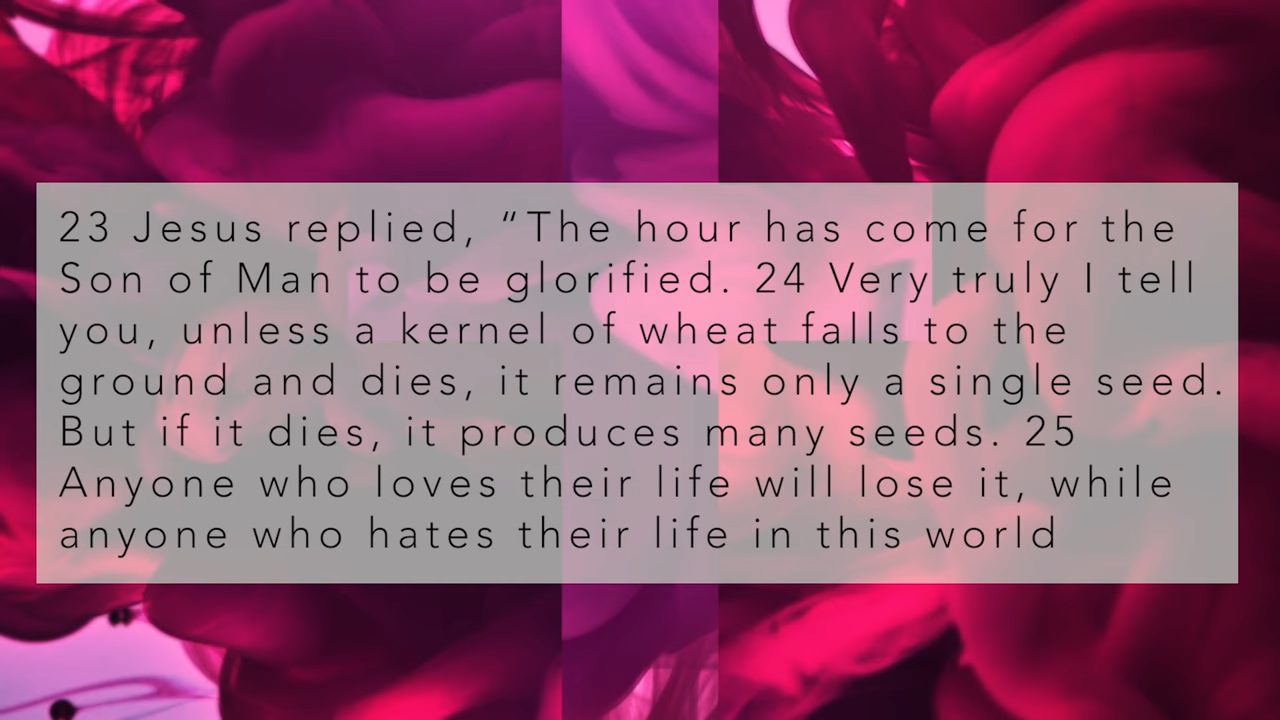 23 Jesus replied, “The hour has come for the
Son of Man to be glorified. 24 Very truly I tell
you, unless a kernel of wheat falls to the
ground and dies, it remains only a single seed.
But if it dies, it produces many seeds. 25
Anyone who loves their life will lose it, while
anyone who hates their life in this world